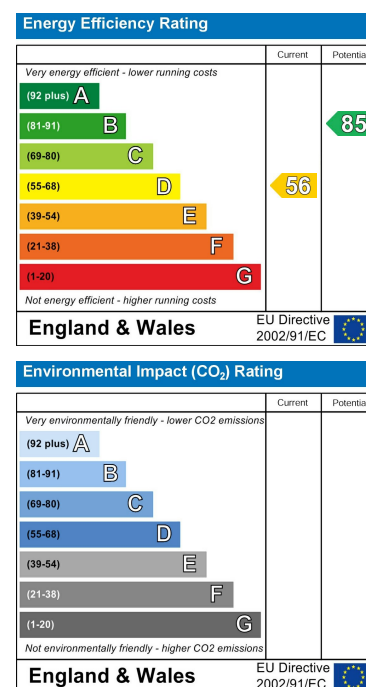 Energy Efficiency Rating
Current Potentia
Very energy efficient - lower running costs
(92 plus) A
(81-91) B
85
(69-80) C
(55-68) D
56
(39-54) E
(21-38) F
(1-20) G
Not energy efficient - higher running costs
England & Wales
EU Directive
2002/91/EC
Environmental Impact (CO₂) Rating
Current Potentia
Very environmentally friendly - lower CO2 emissions
(92 plus) A
(81-91) B
(69-80) C
(55-68) D
(39-54) E
(21-38) F
(1-20) G
Not environmentally friendly - higher CO2 emissions
England & Wales
EU Directive
2002/91/EC